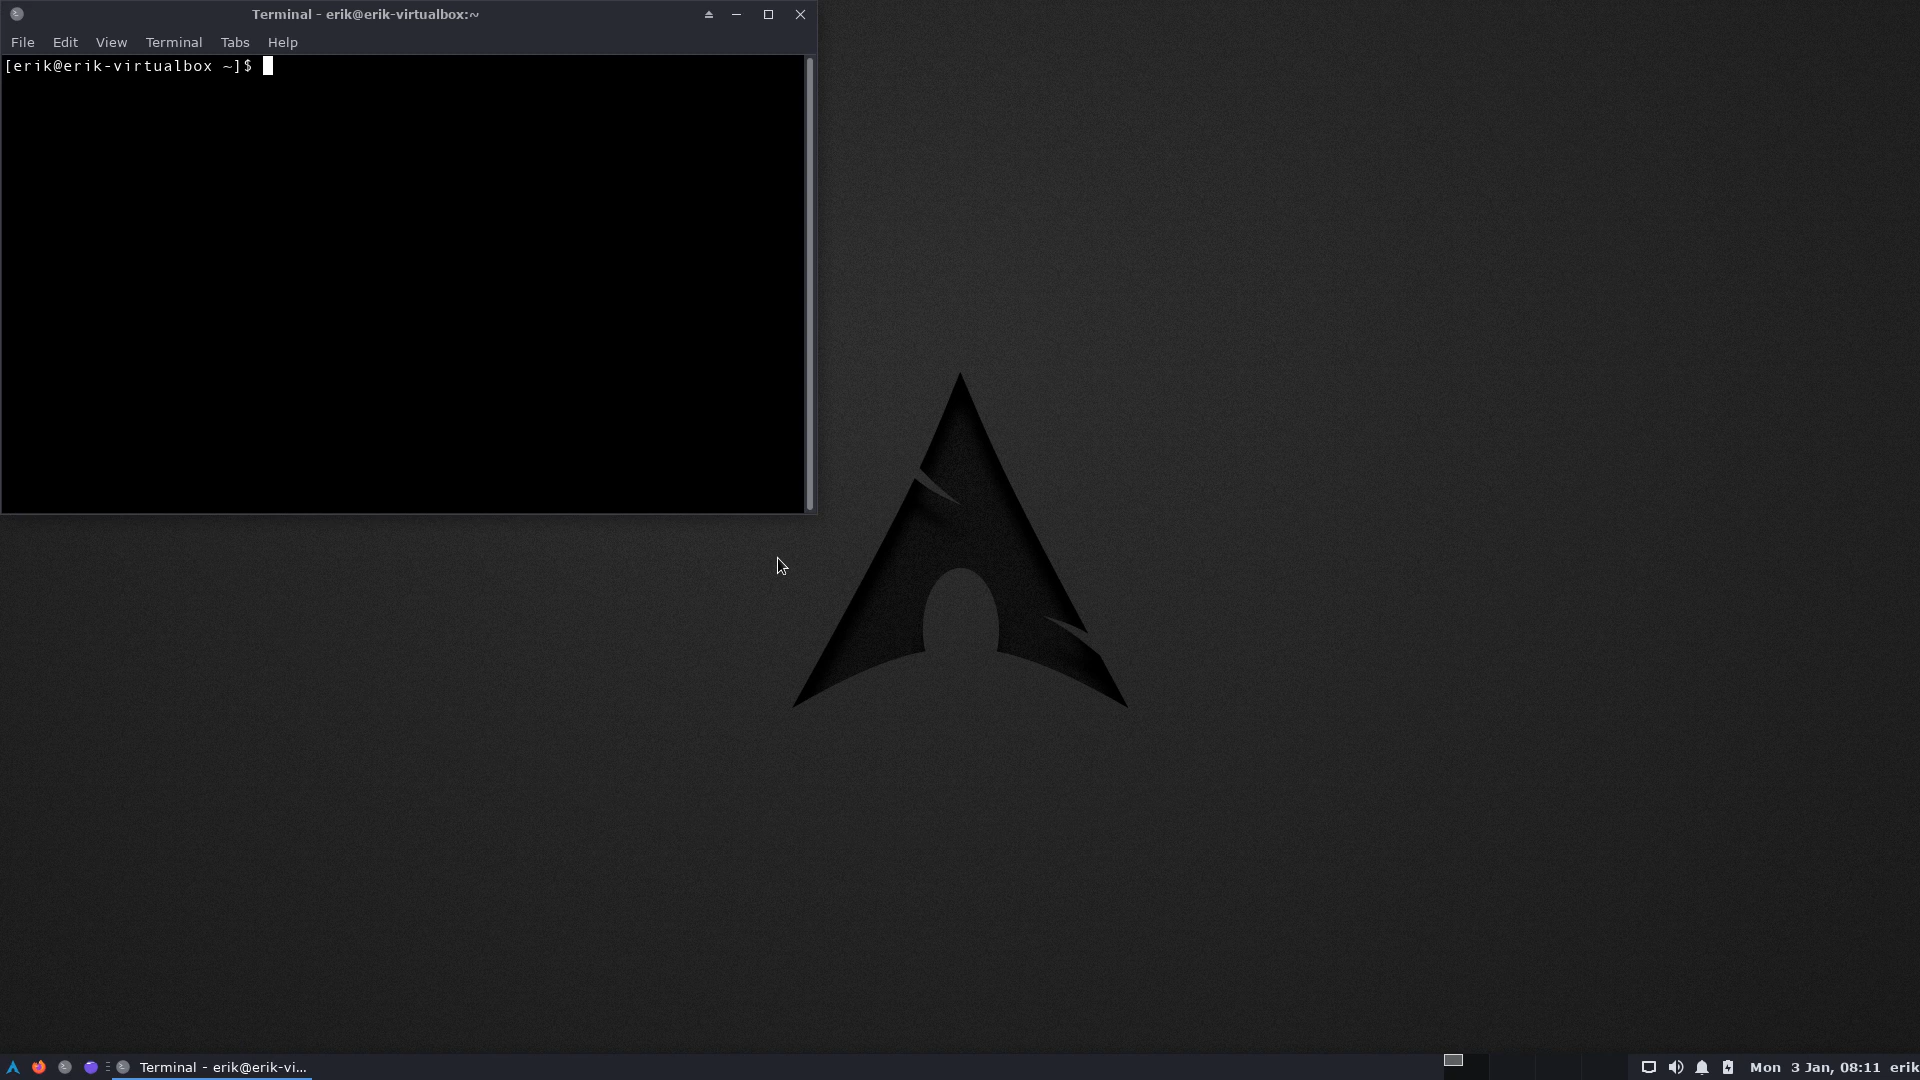 Terminal - erik@erik-virtualbox:~
File Edit View Terminal Tabs Help
[erik@erik-virtualbox ~]$
Terminal - erik@erik-vi...
Mon 3 Jan, 08:11 erik